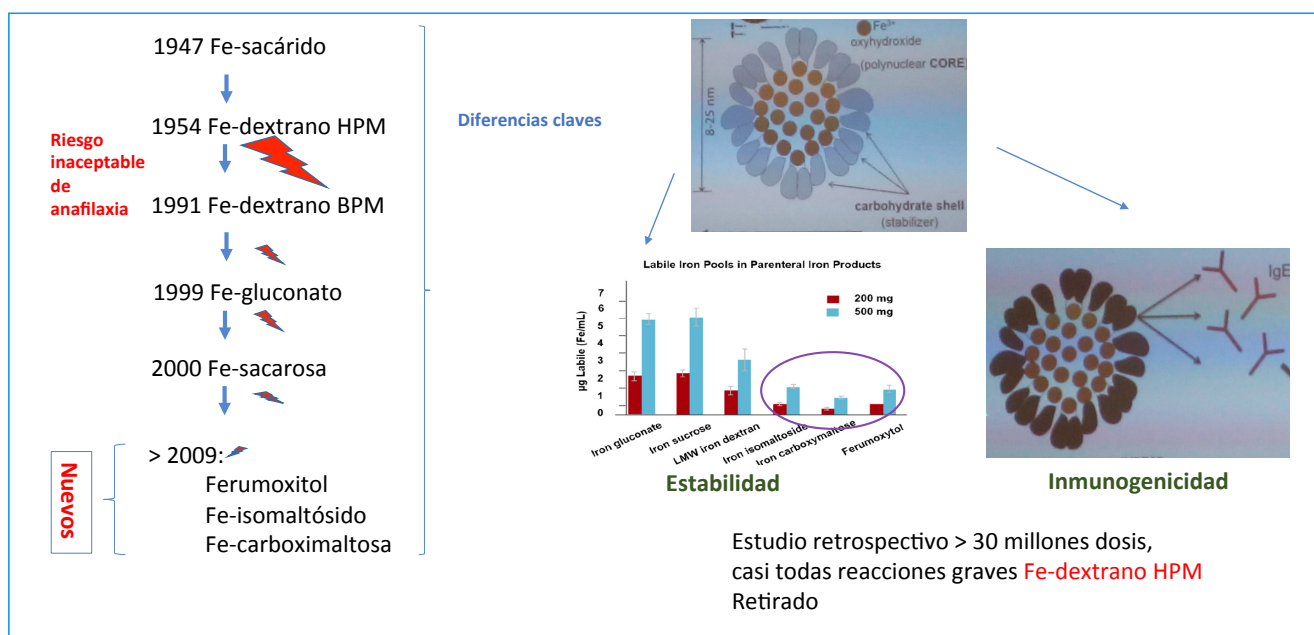 1947 Fe-sacárido
1954 Fe-dextrano HPM
Riesgo
inaceptable
de
anafilaxia
1991 Fe-dextrano BPM
1999 Fe-gluconato
2000 Fe-sacarosa
Nuevos
> 2009:
Ferumoxitol
Fe-isomaltósido
Fe-carboximaltosa
Diferencias claves
Fe³⁺
oxyhydroxide
(polynuclear CORE)
8-25 nm
carbohydrate shell
(stabilizer)
Labile Iron Pools in Parenteral Iron Products
µg Labile (Fe/mL)
7
6
5
4
3
2
1
0
200 mg
500 mg
Iron gluconate
Iron sucrose
LMW iron dextran
Iron isomaltoside
Iron carboxymaltose
Ferumoxytol
Estabilidad
IgE
Inmunogenicidad
Estudio retrospectivo > 30 millones dosis,
casi todas reacciones graves Fe-dextrano HPM
Retirado